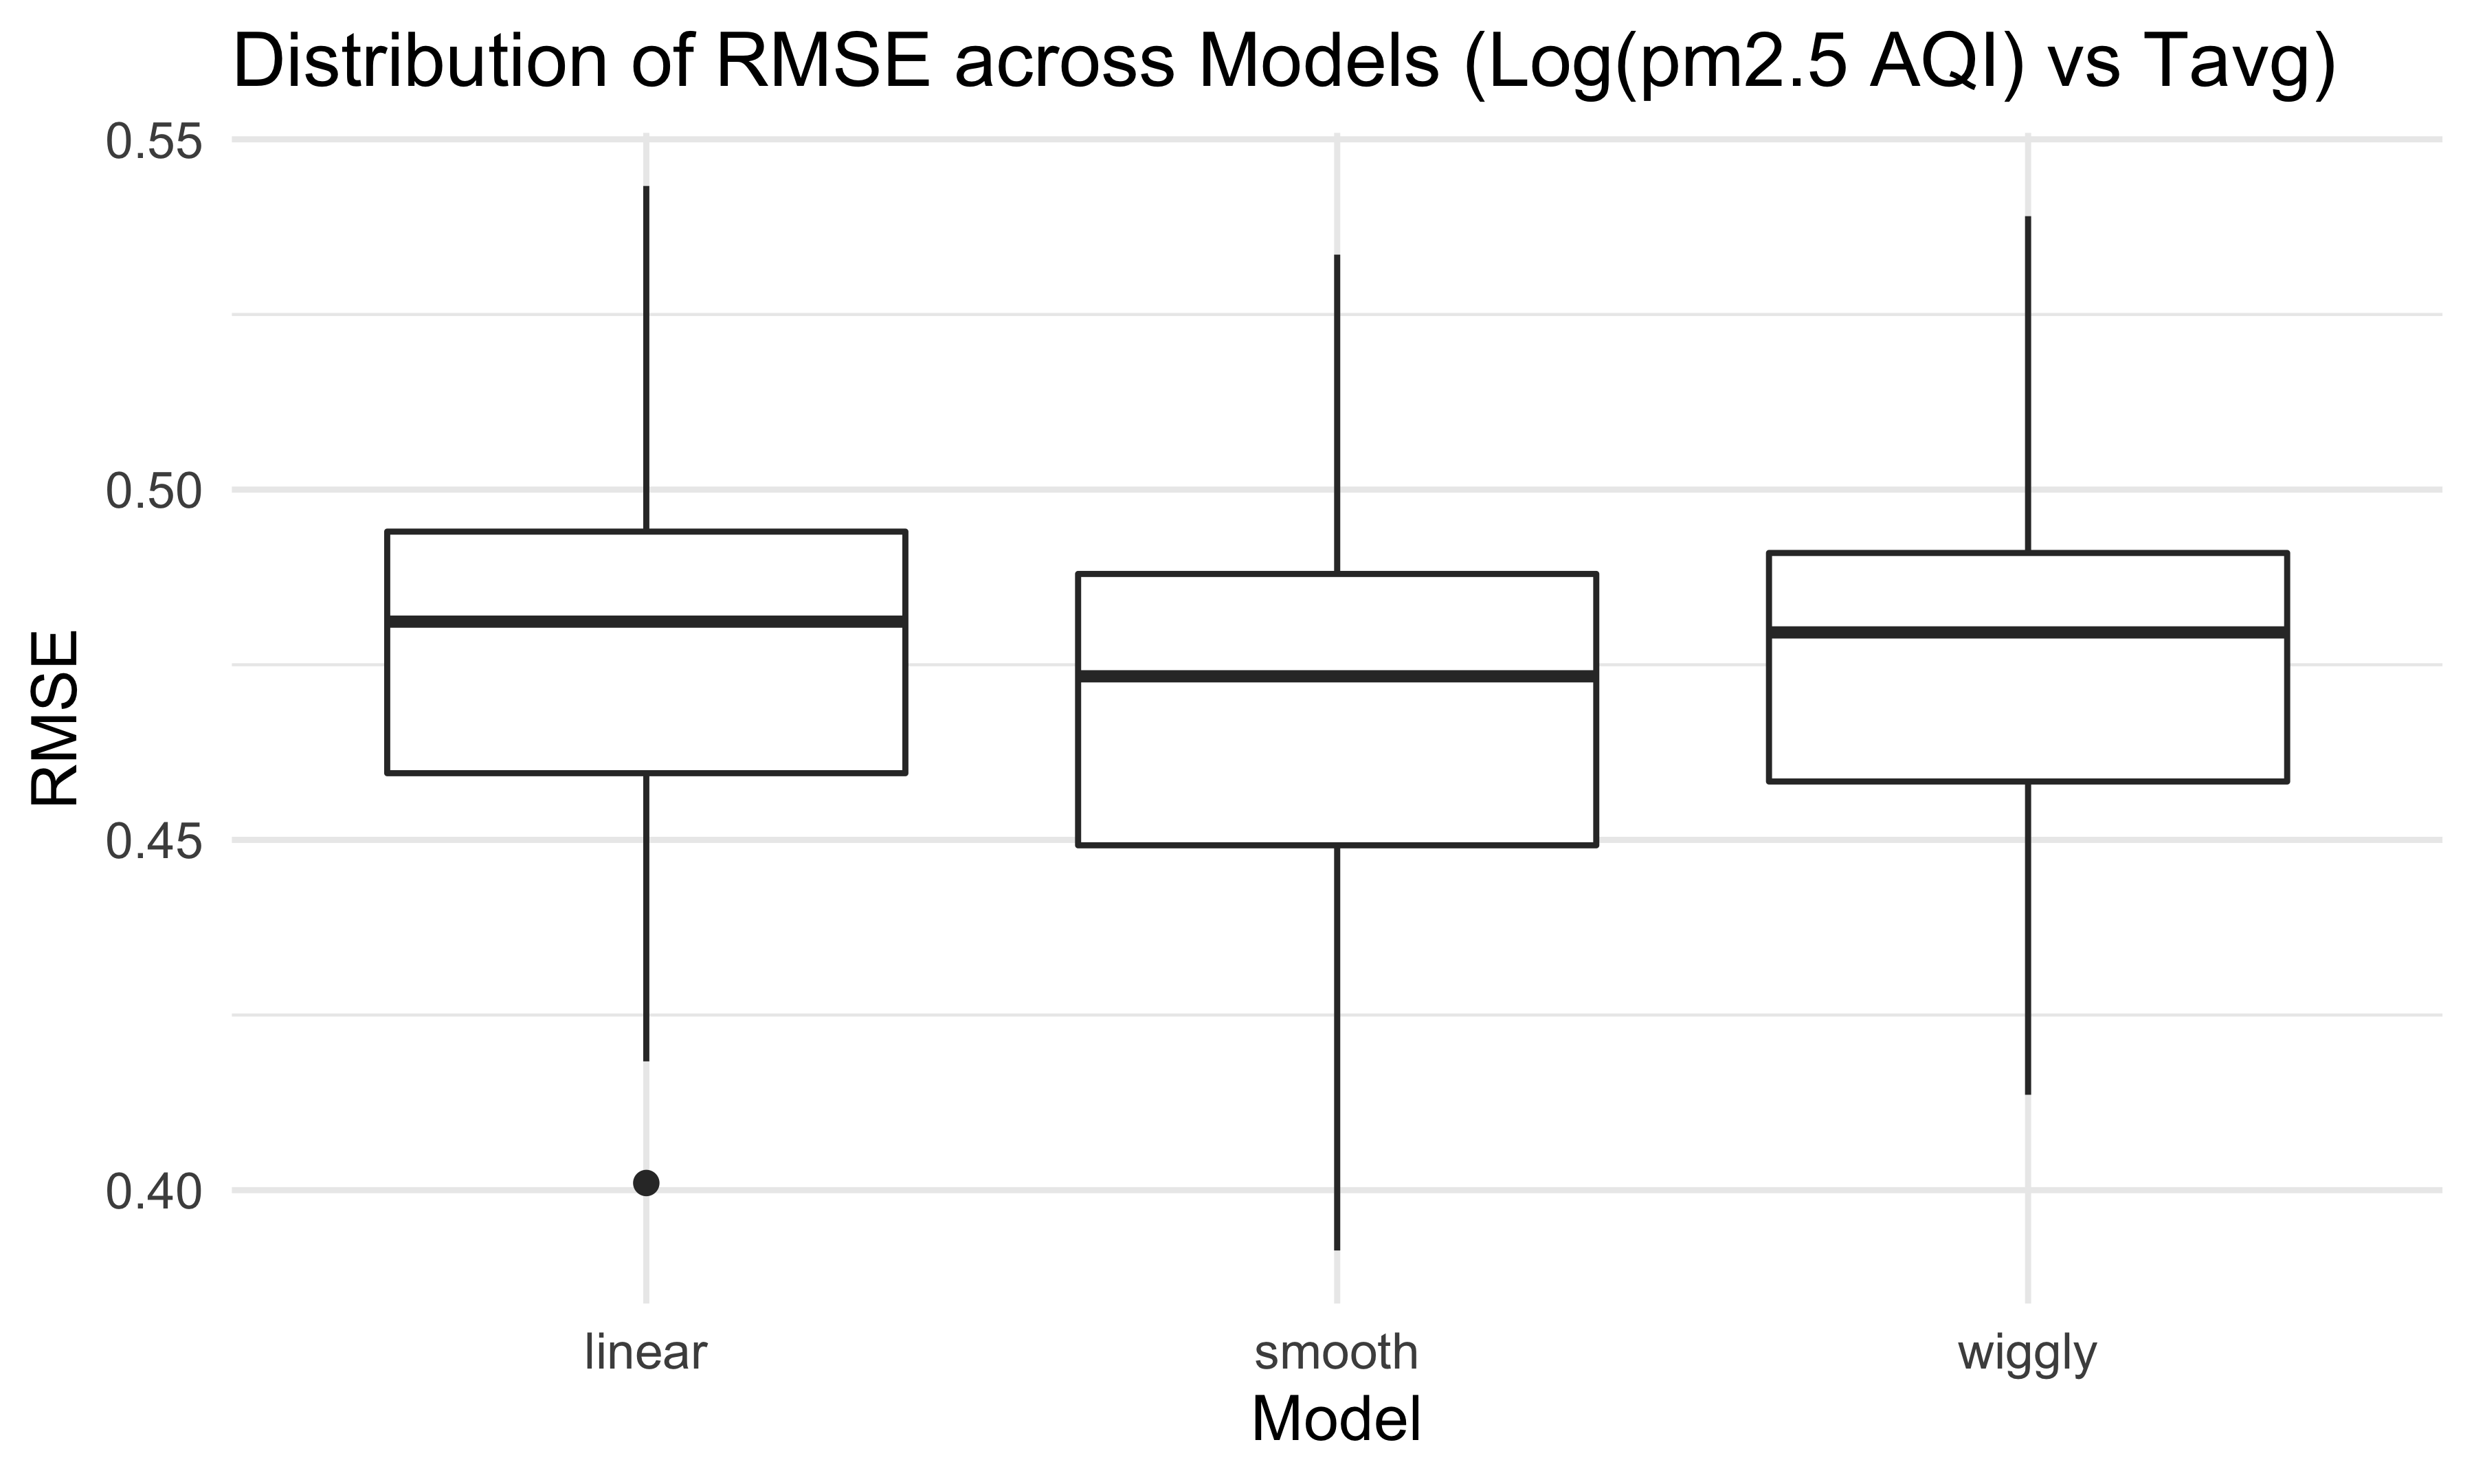 Distribution of RMSE across Models (Log(pm2.5 AQI) vs Tavg)
0.55
0.50
0.45
0.40
RMSE
linear
smooth
wiggly
Model